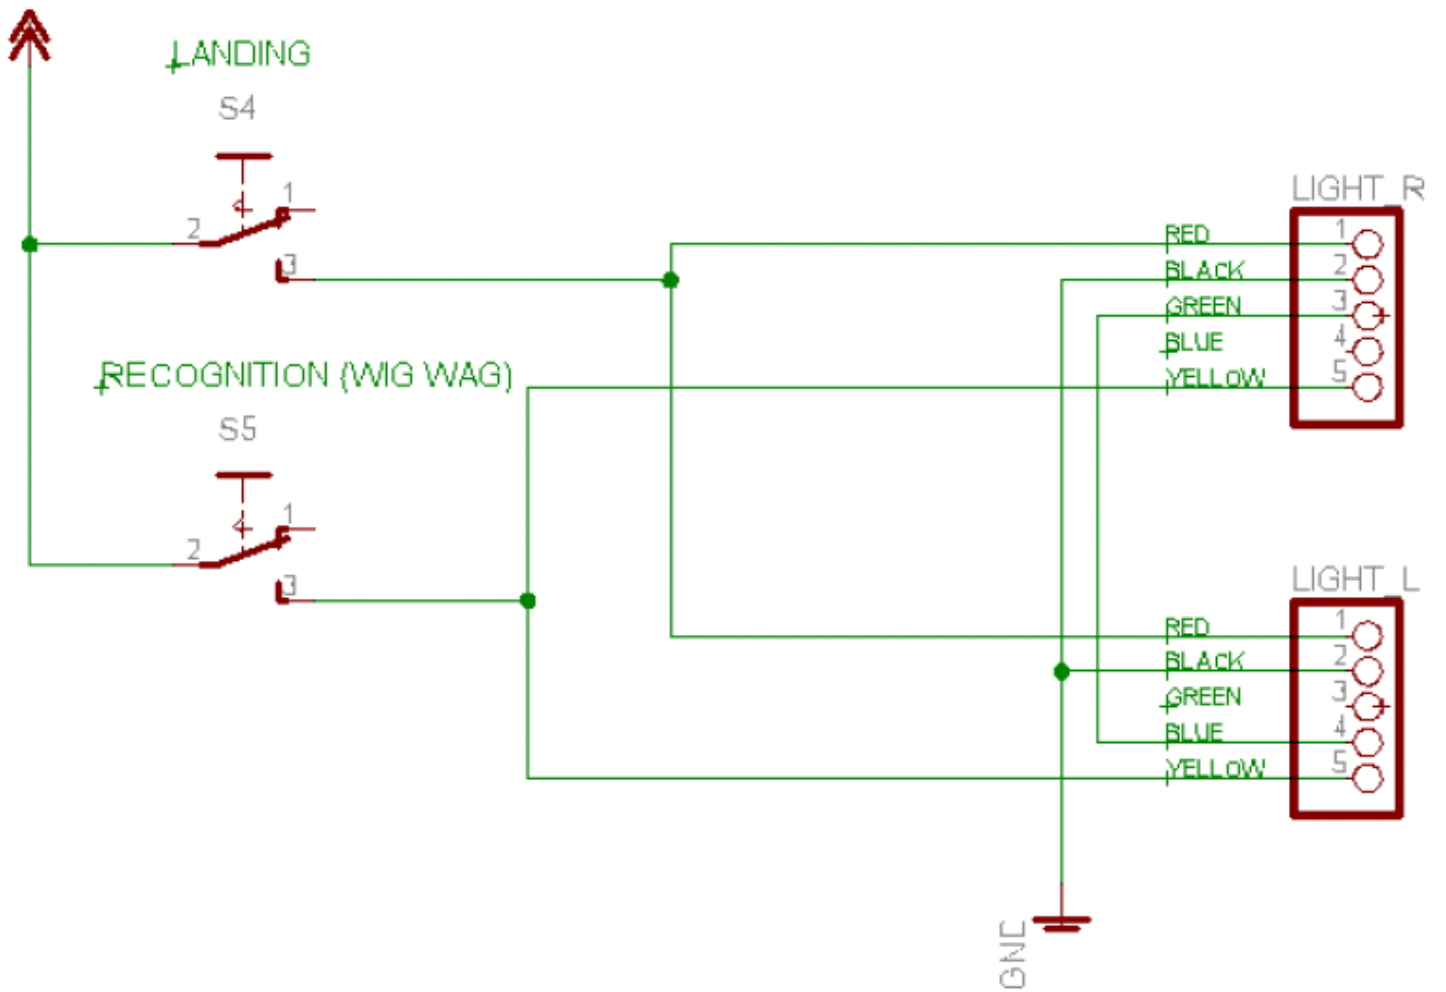 LANDING
S4
1
2
3
RECOGNITION (WIG WAG)
S5
1
2
3
LIGHT_R
RED 1
BLACK 2
GREEN 3
BLUE 4
YELLOW 5
LIGHT_L
RED 1
BLACK 2
GREEN 3
BLUE 4
YELLOW 5
GND